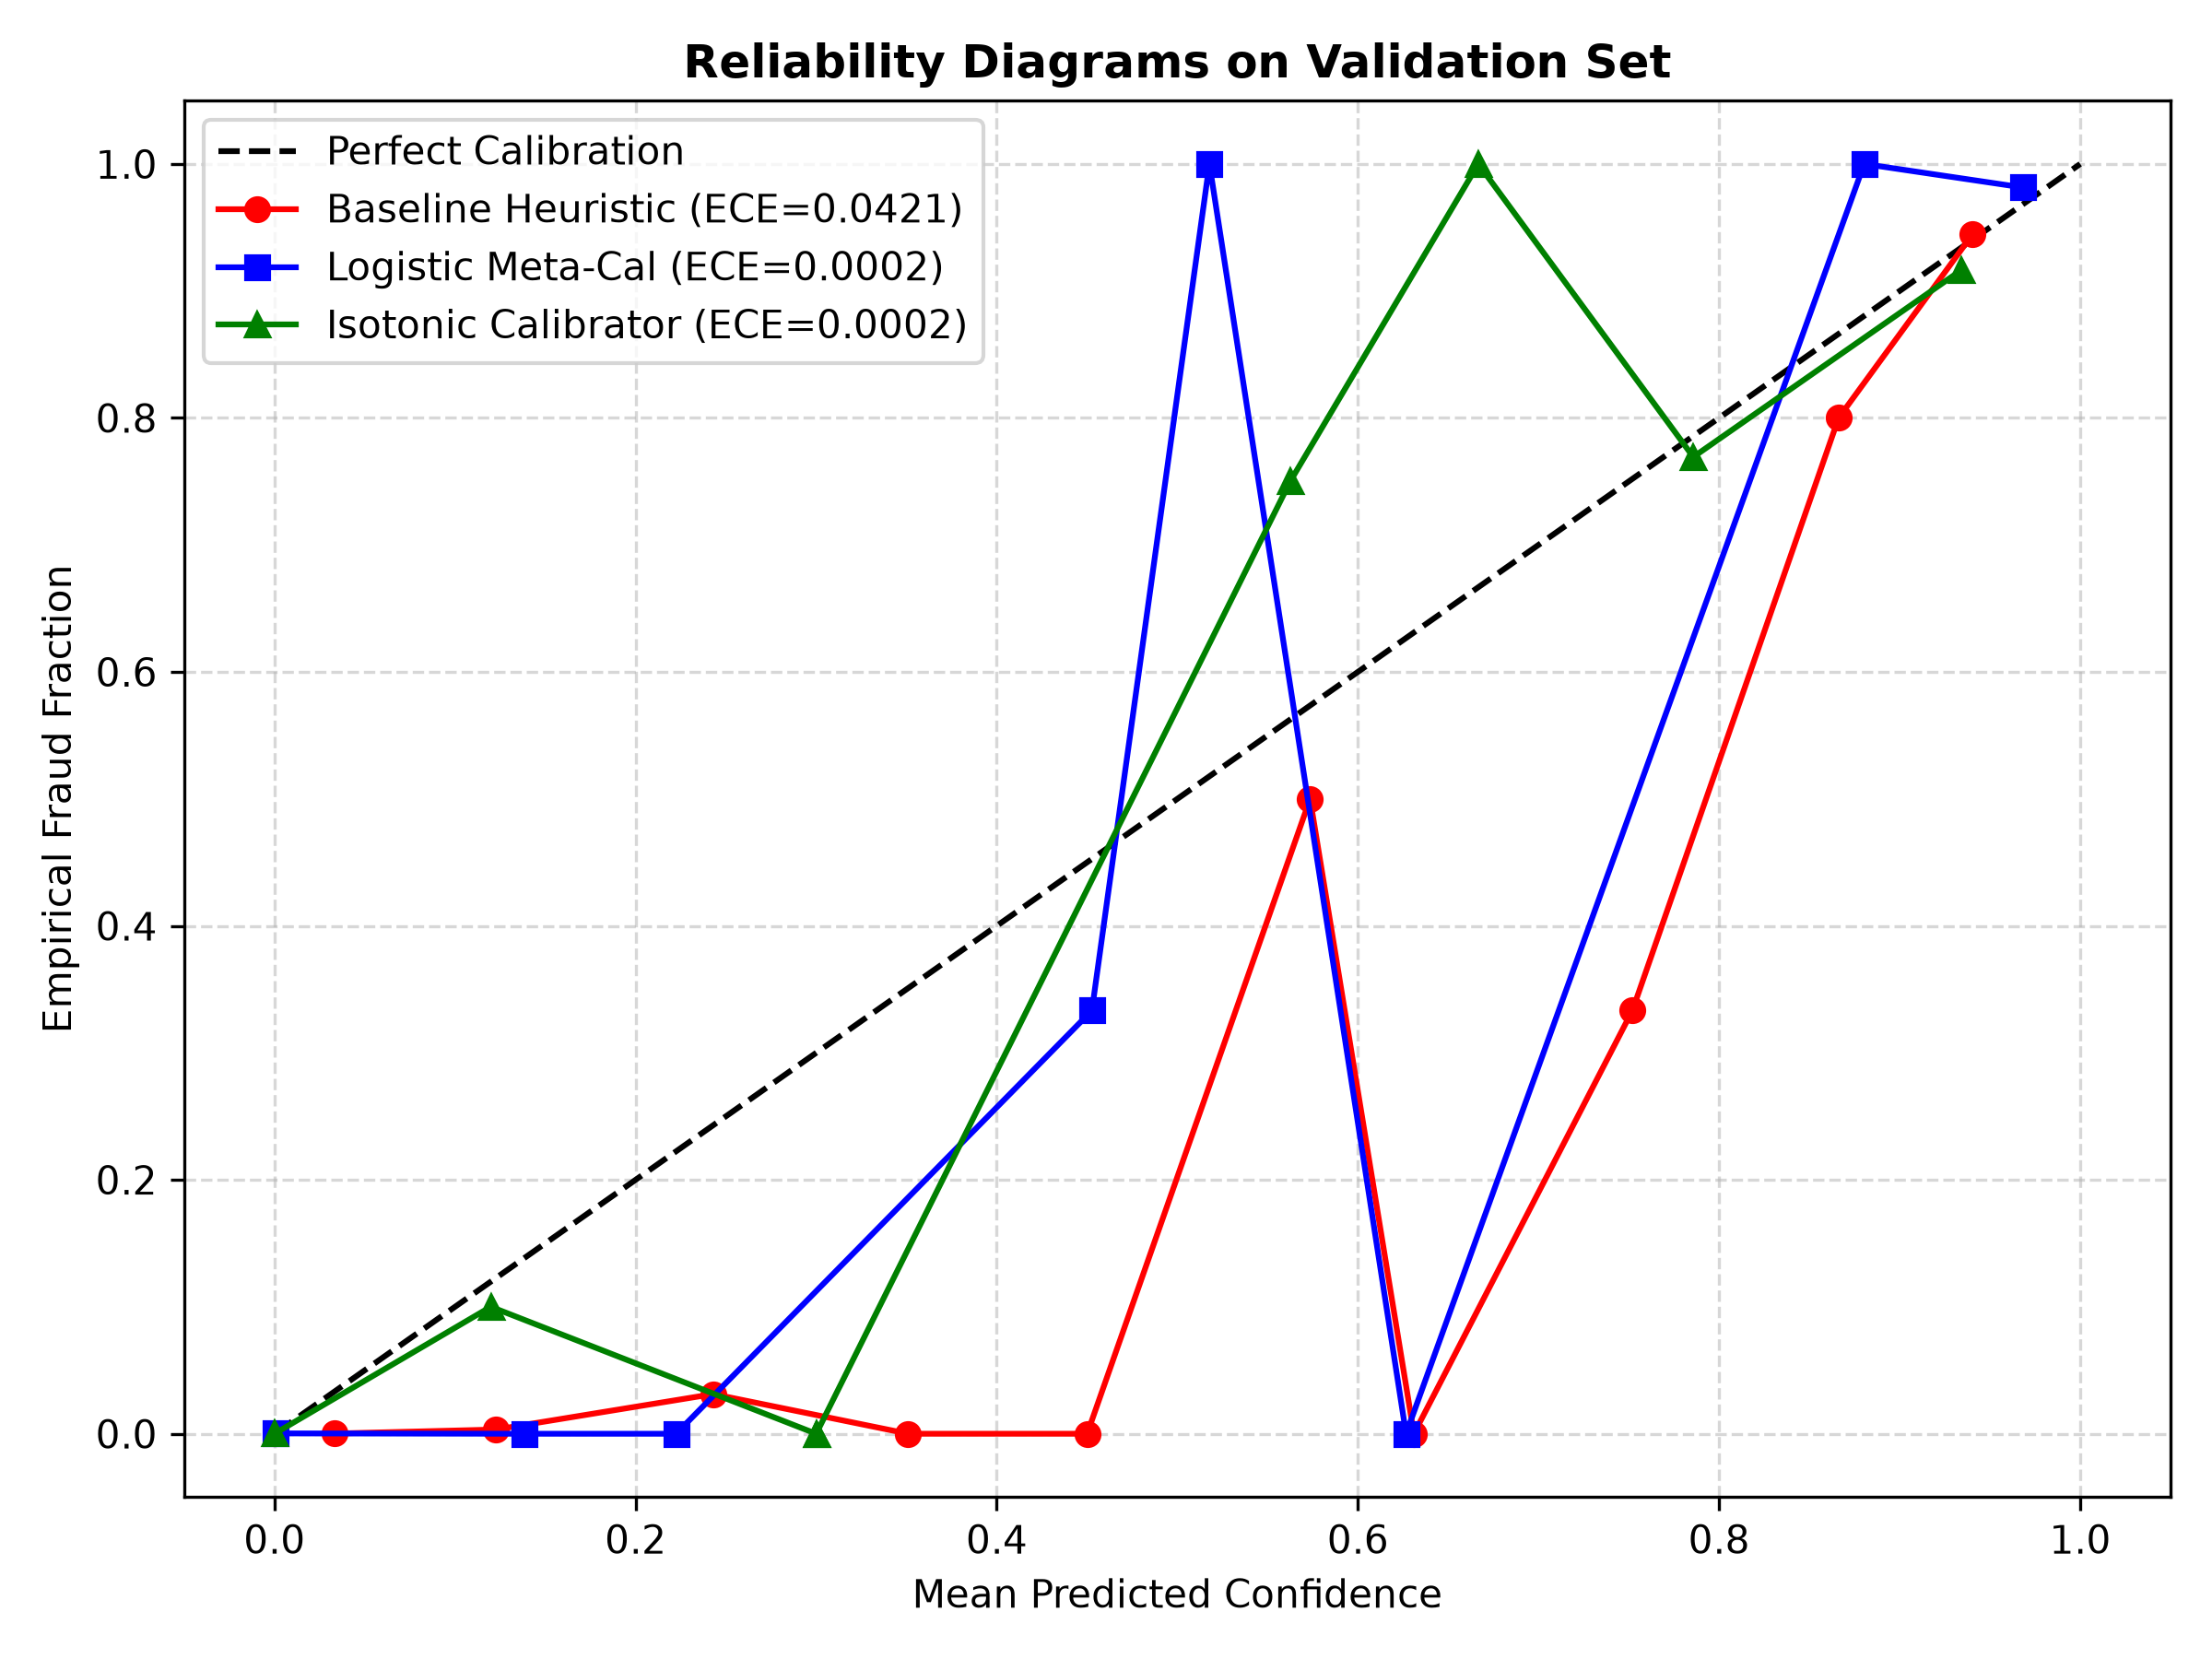 Reliability Diagrams on Validation Set
Perfect Calibration
Baseline Heuristic (ECE=0.0421)
Logistic Meta-Cal (ECE=0.0002)
Isotonic Calibrator (ECE=0.0002)
Empirical Fraud Fraction
1.0
0.8
0.6
0.4
0.2
0.0
0.0 0.2 0.4 0.6 0.8 1.0
Mean Predicted Confidence